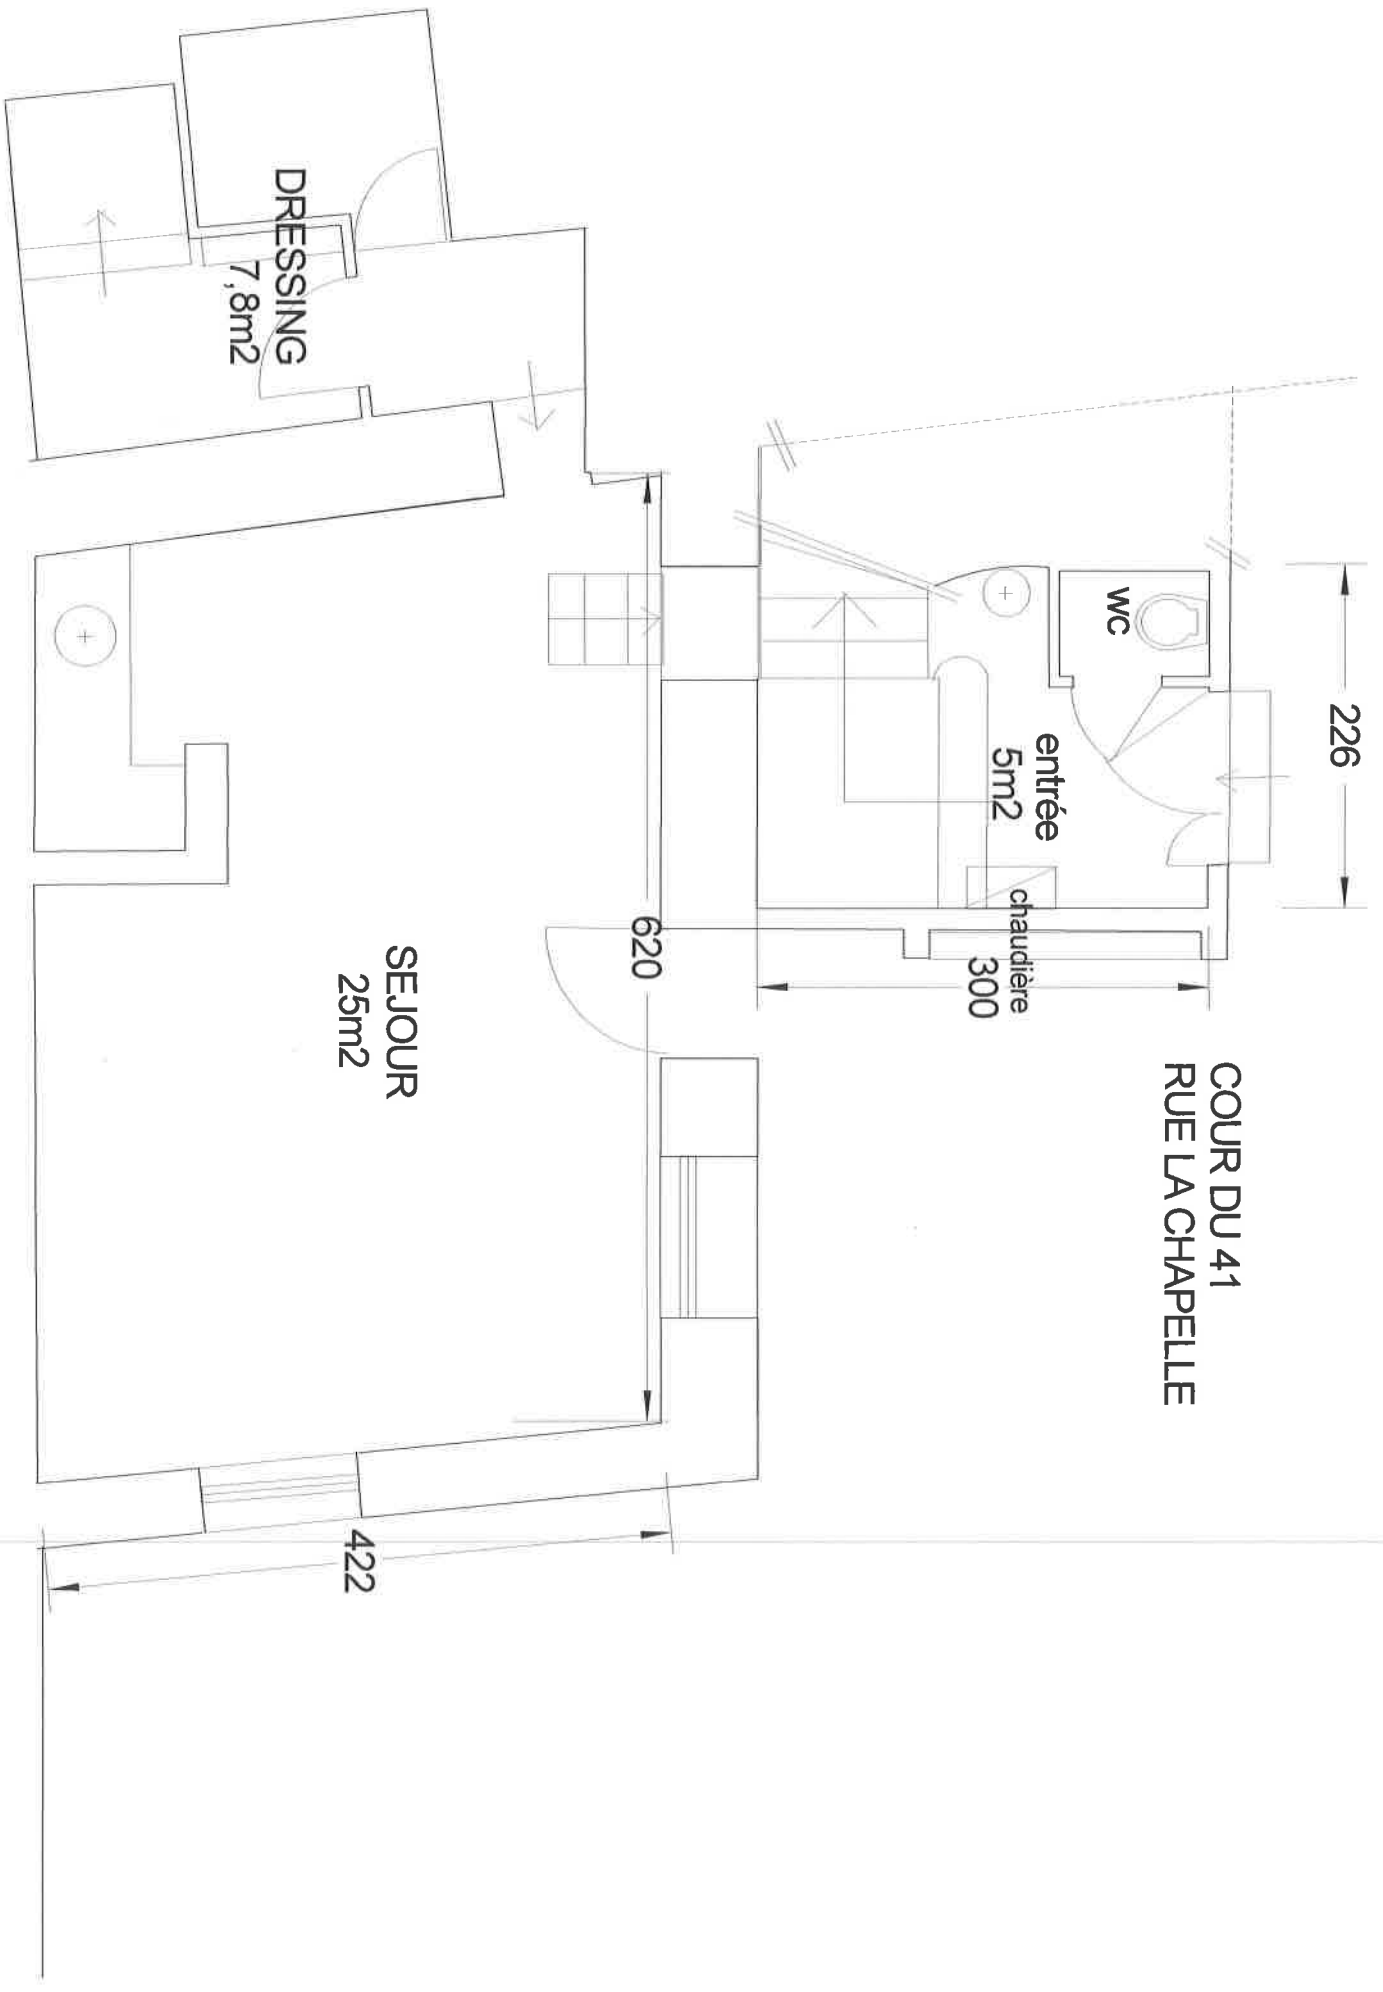 226
WC
entrée
5m2
chaudière
300
COUR DU 41
RUE LA CHAPELLE
DRESSING
7,8m2
620
SEJOUR
25m2
422